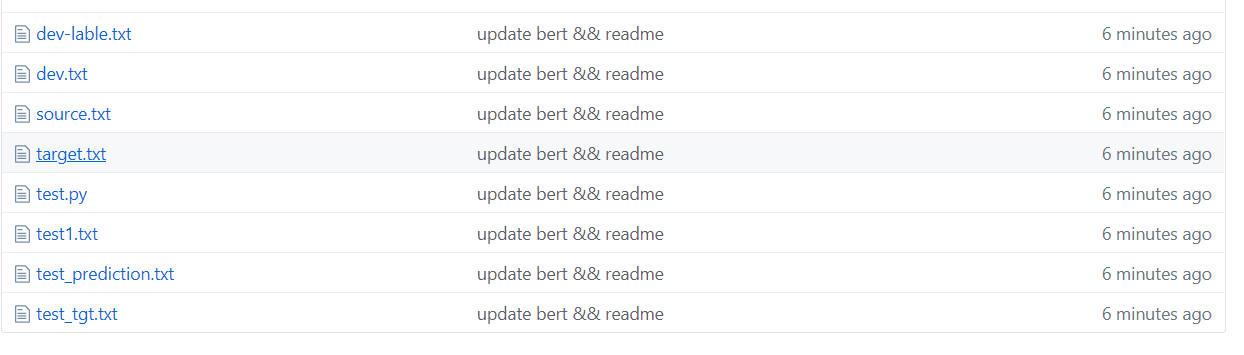 dev-lable.txt update bert && readme 6 minutes ago
dev.txt update bert && readme 6 minutes ago
source.txt update bert && readme 6 minutes ago
target.txt update bert && readme 6 minutes ago
test.py update bert && readme 6 minutes ago
test1.txt update bert && readme 6 minutes ago
test_prediction.txt update bert && readme 6 minutes ago
test_tgt.txt update bert && readme 6 minutes ago